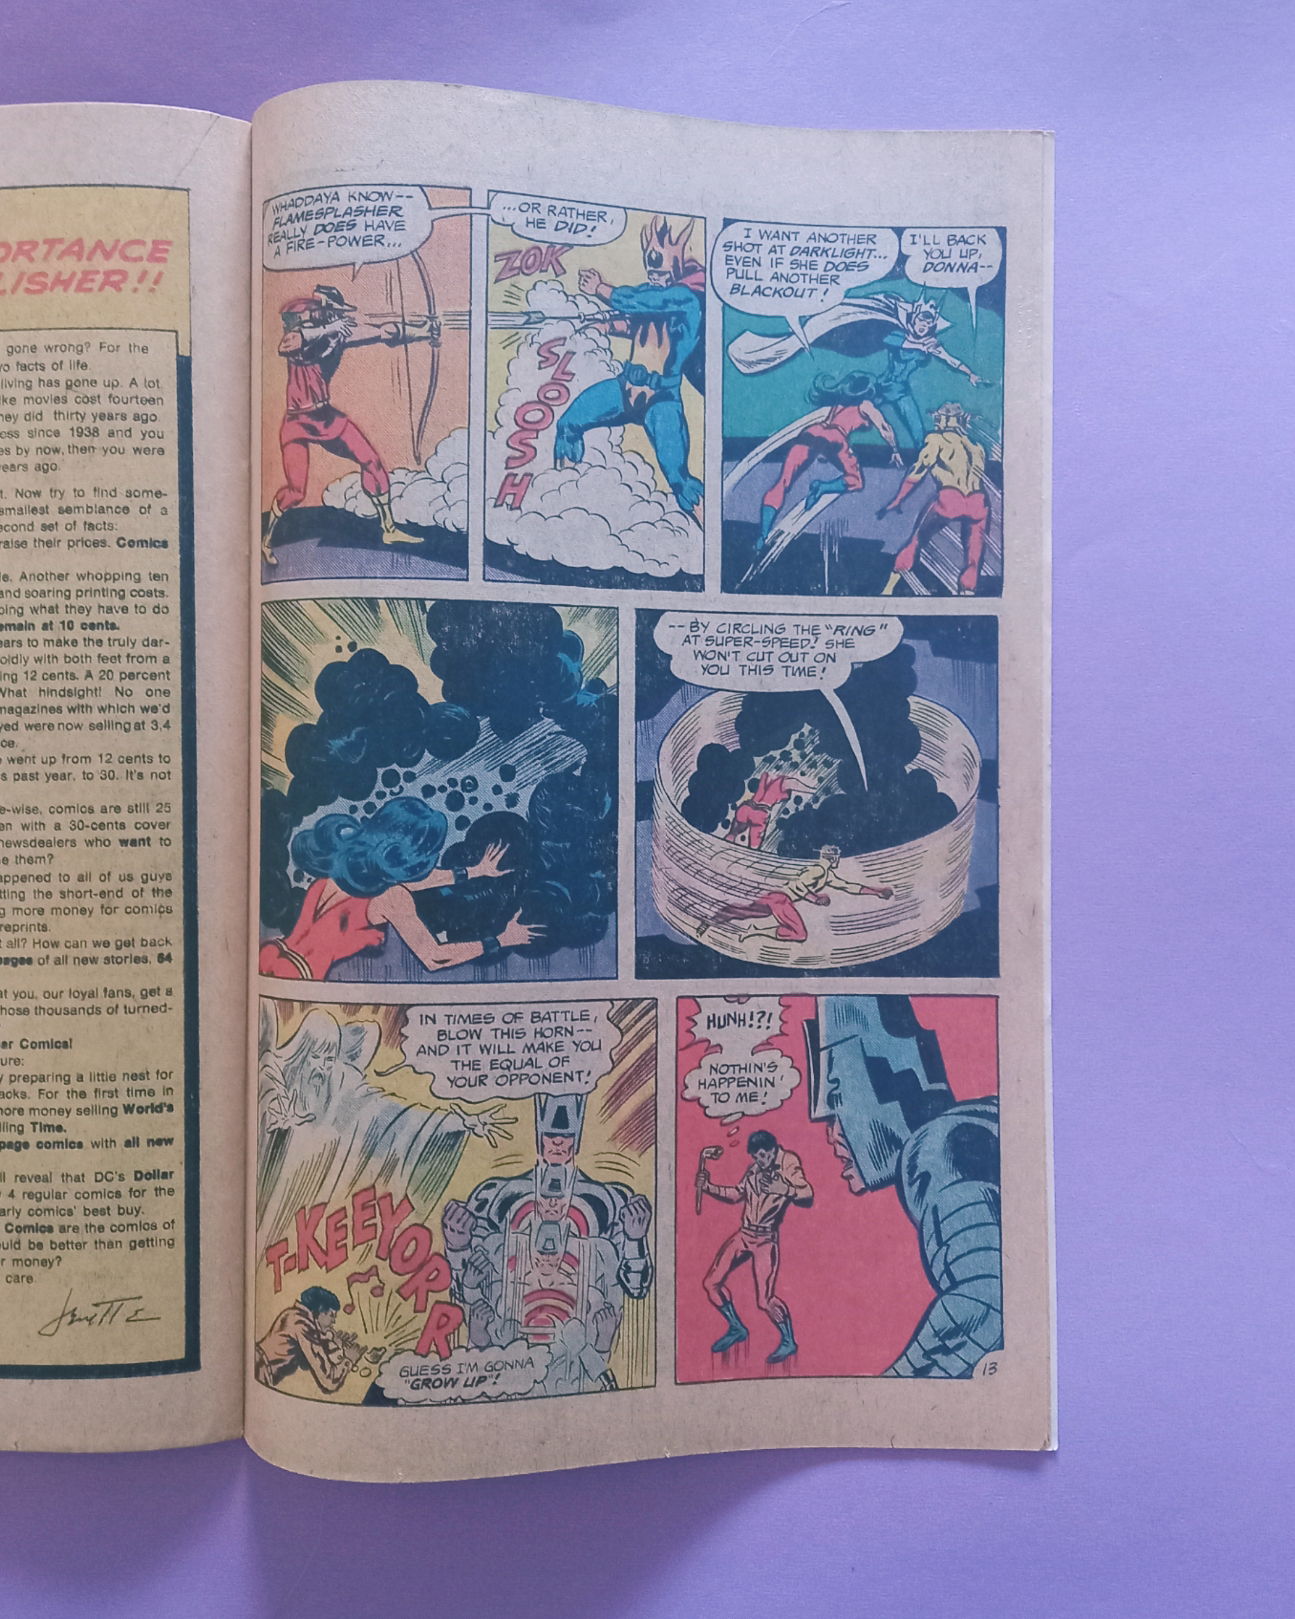 ORTANCE
LISHER!!
gone wrong? For the
vo facts of life.
living has gone up. A lot.
ike movies cost fourteen
hey did thirty years ago.
ess since 1938 and you
es by now, then you were
years ago.
t. Now try to find some-
smallest semblance of a
econd set of facts:
raise their prices. Comics
le. Another whopping ten
and soaring printing costs.
oing what they have to do
emain at 10 cents.
ears to make the truly dar-
oldly with both feet from a
ing 12 cents. A 20 percent
What hindsight! No one
magazines with which we'd
yed were now selling at 3,4
ce.
went up from 12 cents to
s past year, to 30. It's not
e-wise, comics are still 25
en with a 30-cents cover
newsdealers who want to
e them?
appened to all of us guys
tting the short-end of the
g more money for comics
reprints.
t all? How can we get back
pages of all new stories, 64
at you, our loyal fans, get a
hose thousands of turned-
ar Comics!
ure:
y preparing a little nest for
acks. For the first time in
more money selling World's
lling Time.
page comics with all new
ll reveal that DC's Dollar
4 regular comics for the
early comics' best buy.
Comics are the comics of
ould be better than getting
r money?
care.
WHADDAYA KNOW--
FLAMESPLASHER
REALLY DOES HAVE
A FIRE-POWER...
...OR RATHER,
HE DID!
ZOK
SLOOSH
I WANT ANOTHER
SHOT AT DARKLIGHT...
EVEN IF SHE DOES
PULL ANOTHER
BLACKOUT!
I'LL BACK
YOU UP,
DONNA--
--BY CIRCLING THE "RING"
AT SUPER-SPEED! SHE
WON'T CUT OUT ON
YOU THIS TIME!
IN TIMES OF BATTLE,
BLOW THIS HORN--
AND IT WILL MAKE YOU
THE EQUAL OF
YOUR OPPONENT!
T-KEEYORR
GUESS I'M GONNA
"GROW UP"!
HUNH!?!
NOTHIN'S
HAPPENIN'
TO ME!
13